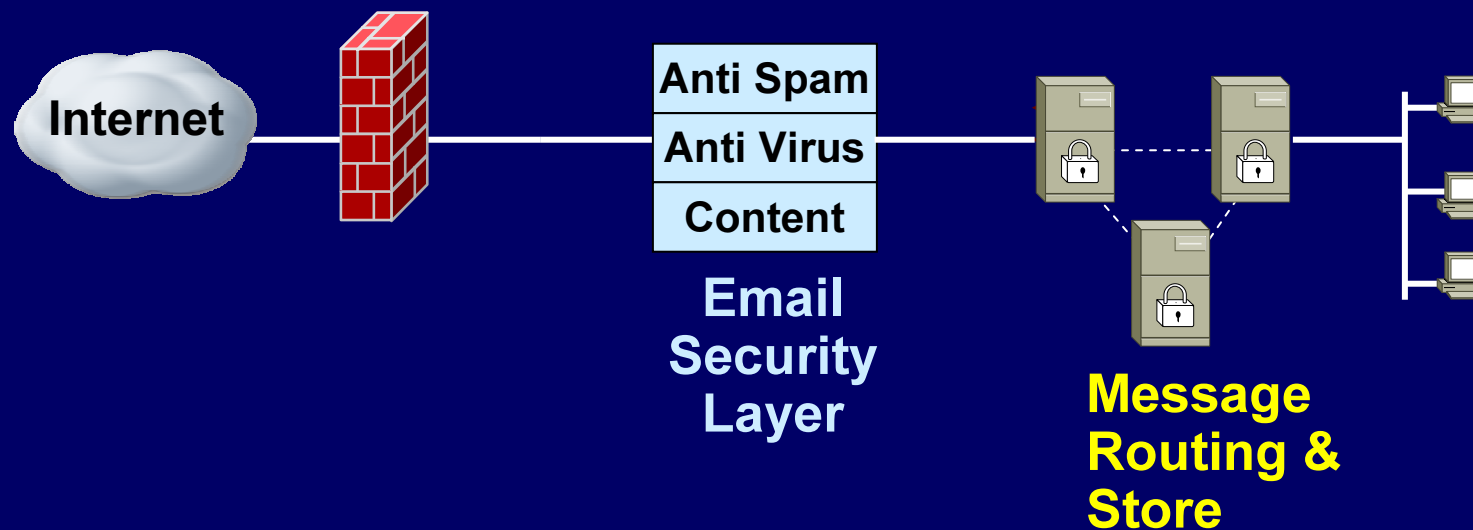 Internet
Anti Spam
Anti Virus
Content
Email
Security
Layer
Message
Routing &
Store